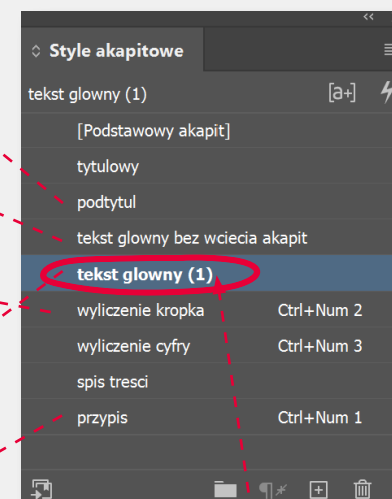 Style akapitowe
tekst glowny (1)
[a+]
[Podstawowy akapit]
tytulowy
podtytul
tekst glowny bez wciecia akapit
tekst glowny (1)
wyliczenie kropka Ctrl+Num 2
wyliczenie cyfry Ctrl+Num 3
spis tresci
przypis Ctrl+Num 1